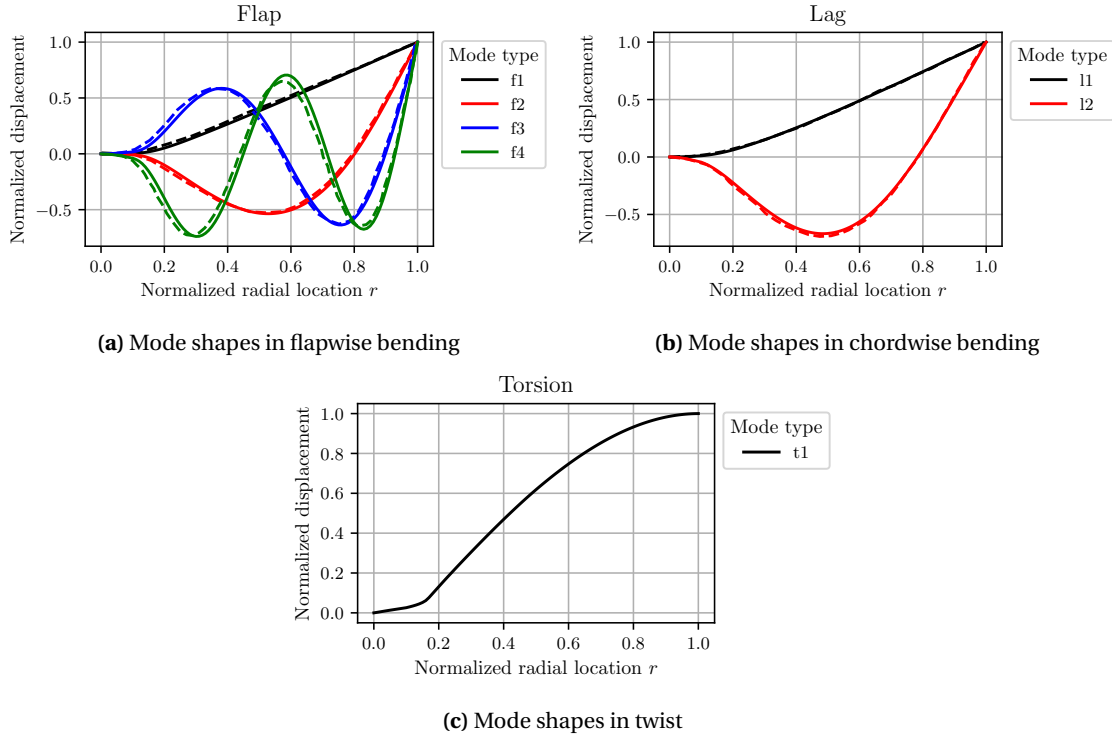 Flap
Normalized displacement
1.0
0.5
0.0
−0.5
0.0 0.2 0.4 0.6 0.8 1.0
Normalized radial location r
Mode type
f1
f2
f3
f4
(a) Mode shapes in flapwise bending
Lag
Normalized displacement
1.0
0.5
0.0
−0.5
0.0 0.2 0.4 0.6 0.8 1.0
Normalized radial location r
Mode type
l1
l2
(b) Mode shapes in chordwise bending
Torsion
Normalized displacement
1.0
0.8
0.6
0.4
0.2
0.0
0.0 0.2 0.4 0.6 0.8 1.0
Normalized radial location r
Mode type
t1
(c) Mode shapes in twist